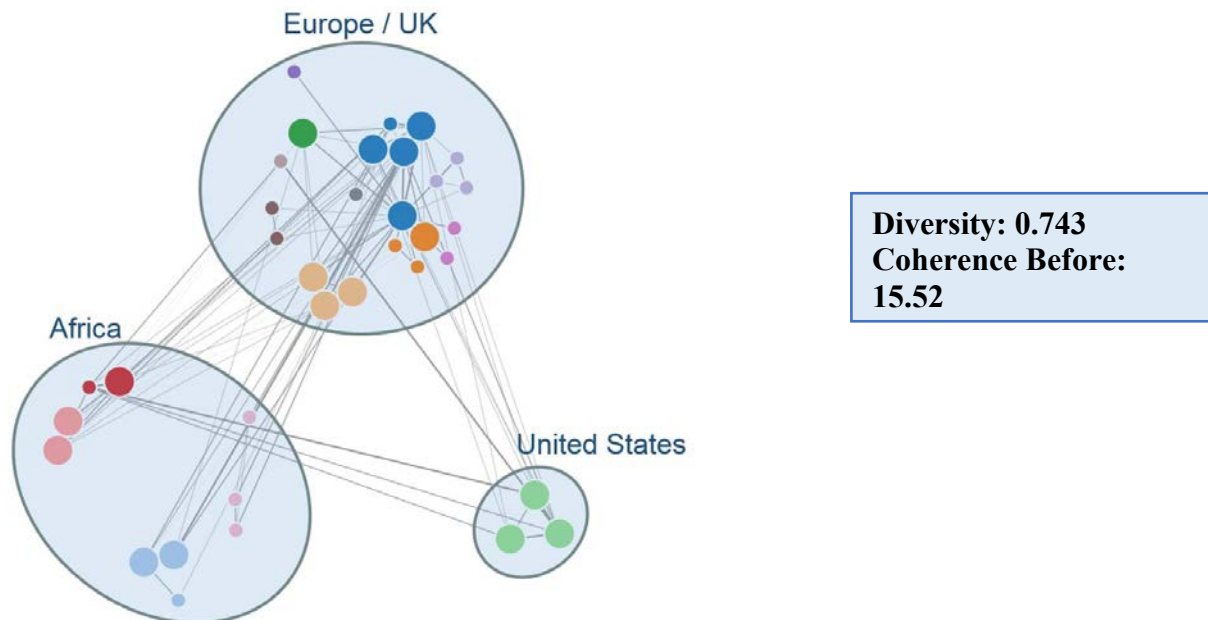 Europe / UK
Diversity: 0.743
Coherence Before:
15.52
Africa
United States